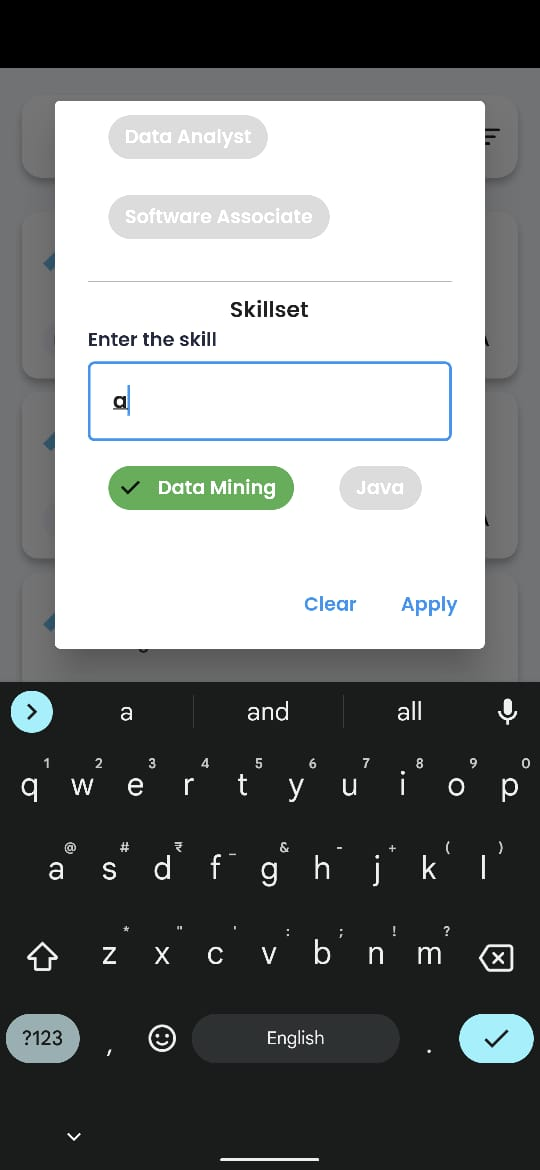 Data Analyst
Software Associate
Skillset
Enter the skill
a
Data Mining Java
Clear Apply
a and all
1 2 3 4 5 6 7 8 9 0
q w e r t y u i o p
@ # ₹ _ & - + ( )
a s d f g h j k l
* " ' : ; ! ?
z x c v b n m
?123 , English .